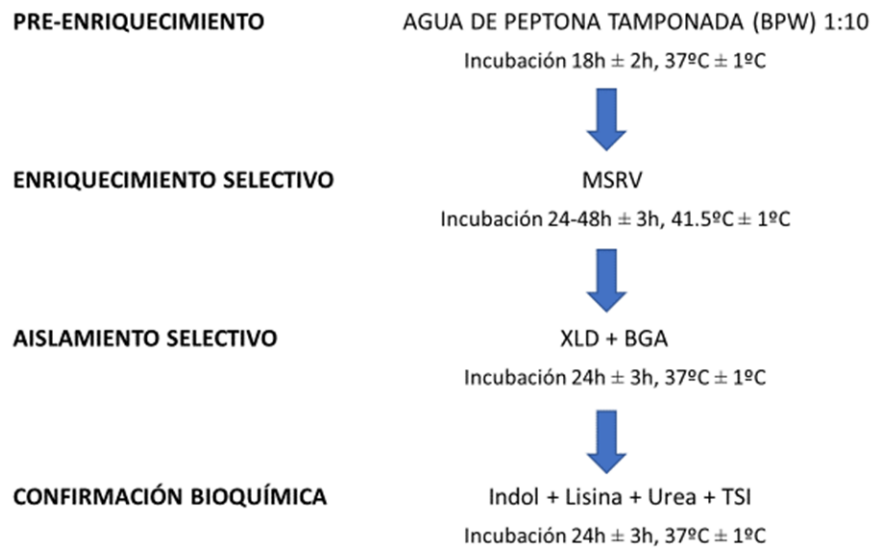 PRE-ENRIQUECIMIENTO
AGUA DE PEPTONA TAMPONADA (BPW) 1:10
Incubación 18h ± 2h, 37ºC ± 1ºC
ENRIQUECIMIENTO SELECTIVO
MSRV
Incubación 24-48h ± 3h, 41.5ºC ± 1ºC
AISLAMIENTO SELECTIVO
XLD + BGA
Incubación 24h ± 3h, 37ºC ± 1ºC
CONFIRMACIÓN BIOQUÍMICA
Indol + Lisina + Urea + TSI
Incubación 24h ± 3h, 37ºC ± 1ºC